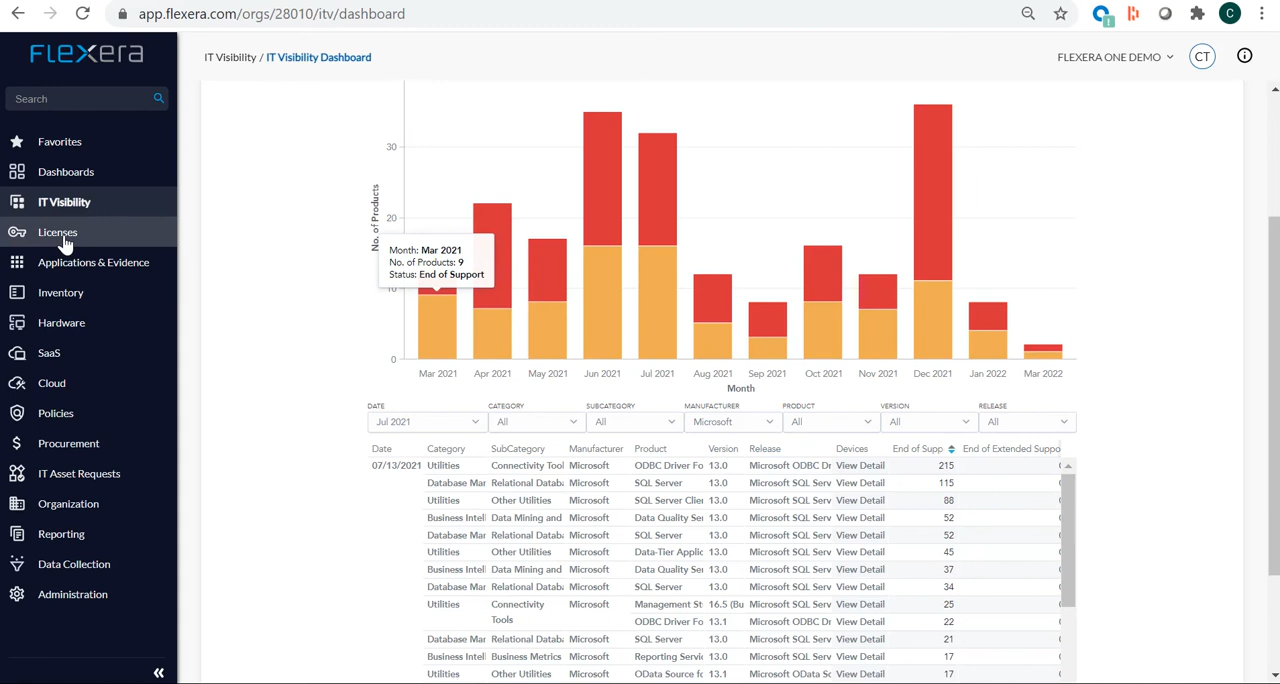 app.flexera.com/orgs/28010/itv/dashboard
C
FLEXERA
IT Visibility / IT Visibility Dashboard
FLEXERA ONE DEMO
CT
Search
Favorites
Dashboards
IT Visibility
Licenses
Applications & Evidence
Inventory
Hardware
SaaS
Cloud
Policies
Procurement
IT Asset Requests
Organization
Reporting
Data Collection
Administration
No. of Products
30
20
10
0
Month: Mar 2021
No. of Products: 9
Status: End of Support
Mar 2021 Apr 2021 May 2021 Jun 2021 Jul 2021 Aug 2021 Sep 2021 Oct 2021 Nov 2021 Dec 2021 Jan 2022 Mar 2022
Month
DATE CATEGORY SUBCATEGORY MANUFACTURER PRODUCT VERSION RELEASE
Jul 2021 All All Microsoft All All All
Date Category SubCategory Manufacturer Product Version Release Devices End of Supp End of Extended Suppo
07/13/2021 Utilities Connectivity Tool Microsoft ODBC Driver Fo 13.0 Microsoft ODBC Dr View Detail 215
Database Mar Relational Databa Microsoft SQL Server 13.0 Microsoft SQL Serv View Detail 115
Utilities Other Utilities Microsoft SQL Server Clie 13.0 Microsoft SQL Serv View Detail 88
Business Intell Data Mining and Microsoft Data Quality Ser 13.0 Microsoft SQL Serv View Detail 52
Database Mar Relational Databa Microsoft SQL Server 13.0 Microsoft SQL Serv View Detail 52
Utilities Other Utilities Microsoft Data-Tier Applic 13.0 Microsoft SQL Serv View Detail 45
Business Intell Data Mining and Microsoft Data Quality Ser 13.0 Microsoft SQL Serv View Detail 37
Database Mar Relational Databa Microsoft SQL Server 13.0 Microsoft SQL Serv View Detail 34
Utilities Connectivity Tools Microsoft Management St 16.5 (Bu Microsoft SQL Serv View Detail 25
ODBC Driver Fo 13.1 Microsoft ODBC Dr View Detail 22
Database Mar Relational Databa Microsoft SQL Server 13.0 Microsoft SQL Serv View Detail 21
Business Intell Business Metrics Microsoft Reporting Servic 13.0 Microsoft SQL Serv View Detail 17
Utilities Other Utilities Microsoft OData Source fo 13.1 Microsoft SQL Sc View Detail 17